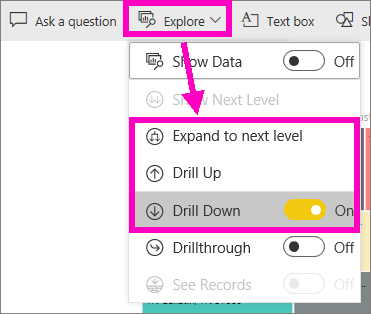 Ask a question
Explore
Text box
Show Data
Off
Show Next Level
Expand to next level
Drill Up
Drill Down
On
Drillthrough
Off
See Records
Off